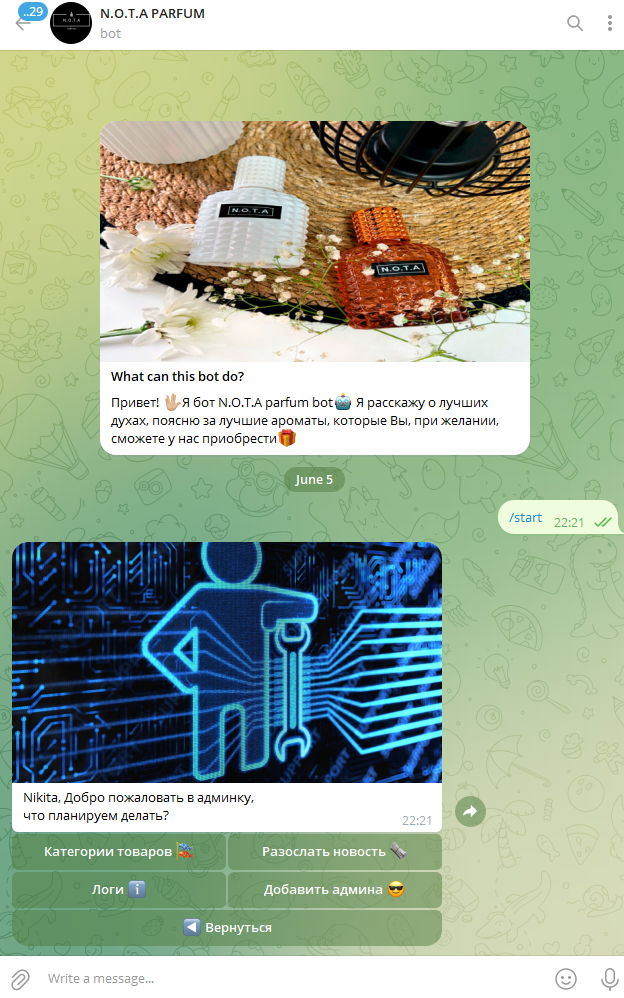 ..29
N.O.T.A PARFUM
bot
N.O.T.A
N.O.T.A
N.O.T.A
What can this bot do?
Привет! 🖖🏻Я бот N.O.T.A parfum bot🤖 Я расскажу о лучших
духах, поясню за лучшие ароматы, которые Вы, при желании,
сможете у нас приобрести🎁
June 5
/start 22:21
SUPPORT
Nikita, Добро пожаловать в админку,
что планируем делать?
22:21
Категории товаров 🎏
Разослать новость 🗞
Логи ℹ️
Добавить админа 😎
◀️ Вернуться
Write a message...